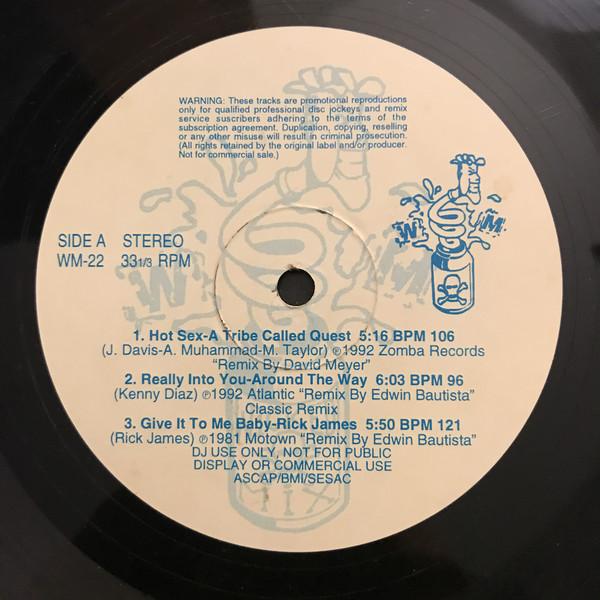 WARNING: These tracks are promotional reproductions
only for qualified professional disc jockeys and remix
service suscribers adhering to the terms of the
subscription agreement. Duplication, copying, reselling
or any other misuse will result in criminal prosecution.
(All rights retained by the original label and/or producer.
Not for commercial sale.)
W M
SIDE A STEREO
WM-22 33 1/3 RPM
1. Hot Sex-A Tribe Called Quest 5:16 BPM 106
(J. Davis-A. Muhammad-M. Taylor) ℗1992 Zomba Records
"Remix By David Meyer"
2. Really Into You-Around The Way 6:03 BPM 96
(Kenny Diaz) ℗1992 Atlantic "Remix By Edwin Bautista"
Classic Remix
3. Give It To Me Baby-Rick James 5:50 BPM 121
(Rick James) ℗1981 Motown "Remix By Edwin Bautista"
DJ USE ONLY, NOT FOR PUBLIC
DISPLAY OR COMMERCIAL USE
ASCAP/BMI/SESAC
MIX